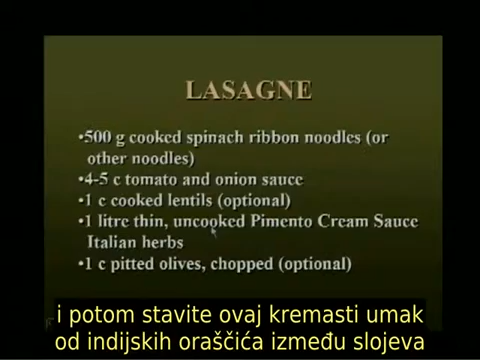 LASAGNE
•500 g cooked spinach ribbon noodles (or
other noodles)
•4-5 c tomato and onion sauce
•1 c cooked lentils (optional)
•1 litre thin, uncooked Pimento Cream Sauce
Italian herbs
•1 c pitted olives, chopped (optional)
i potom stavite ovaj kremasti umak
od indijskih oraščića između slojeva